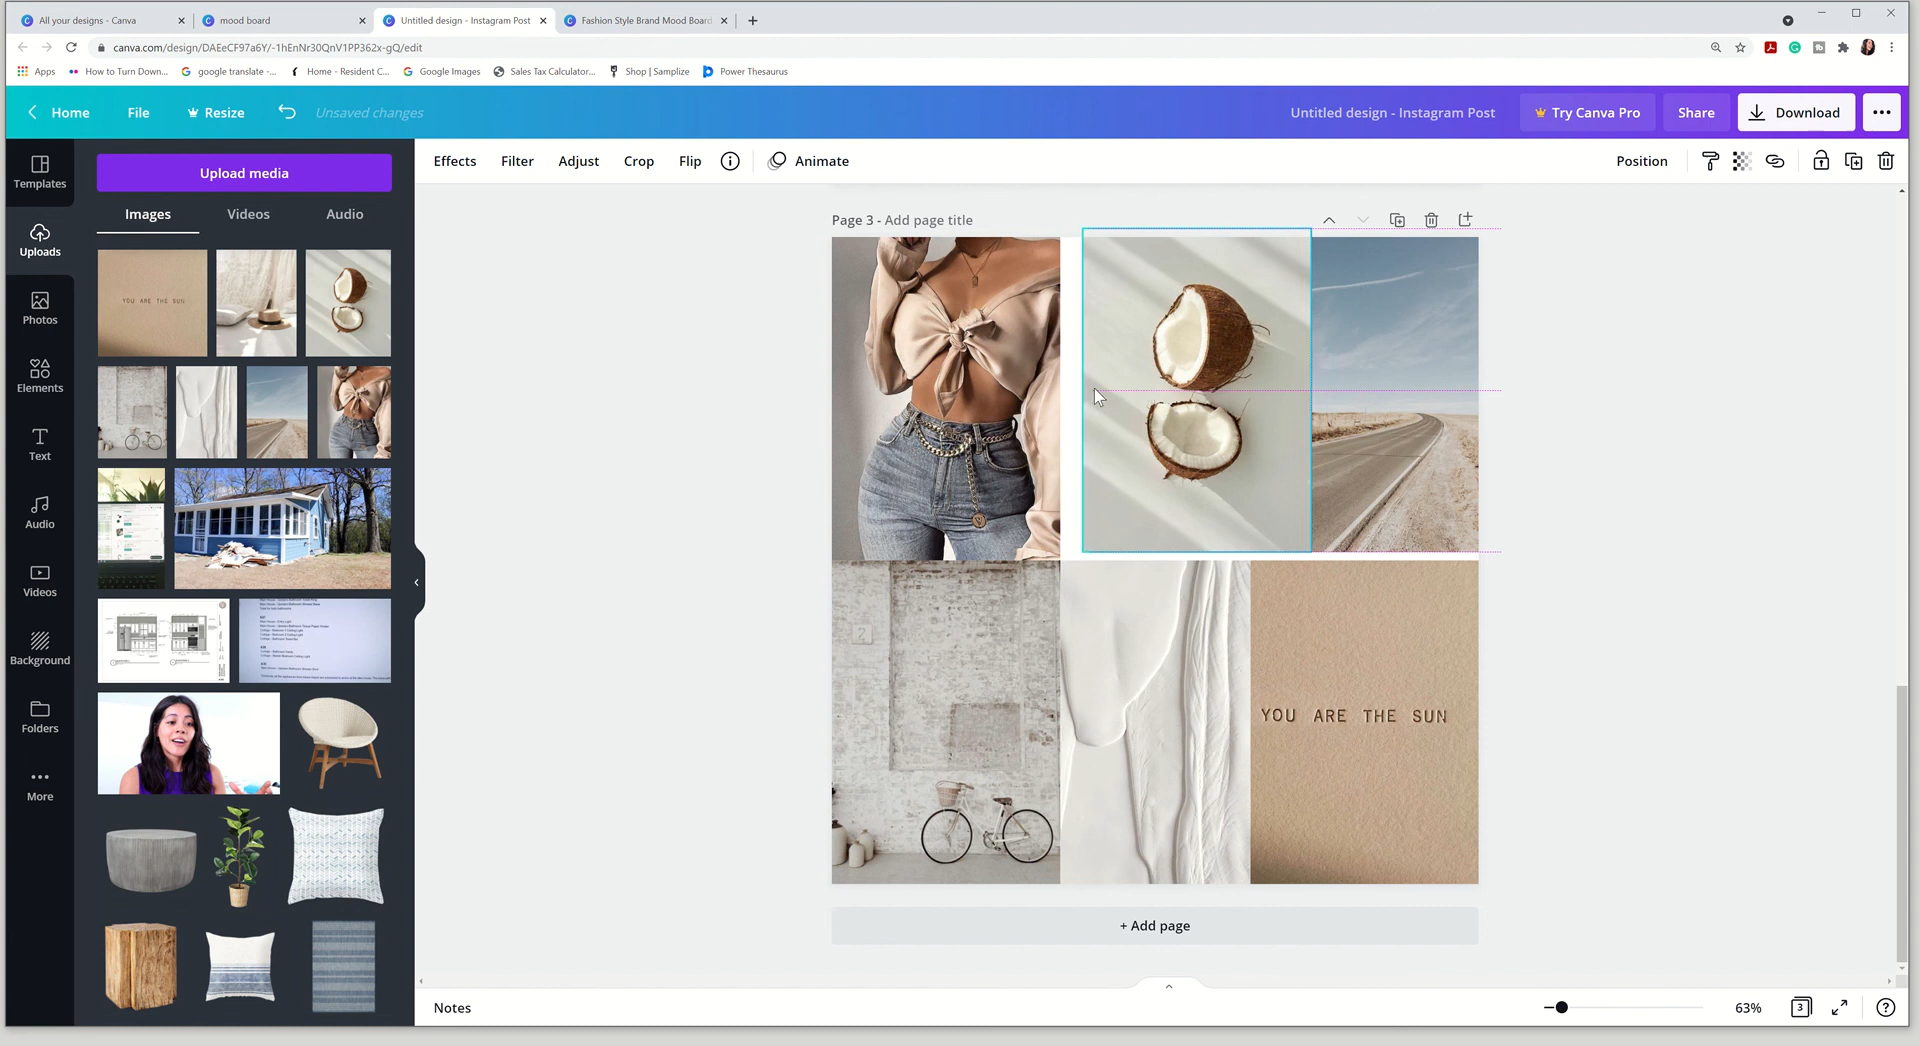 All your designs - Canva
mood board
Untitled design - Instagram Post
Fashion Style Brand Mood Board
canva.com/design/DAEeCF97a6Y/-1hEnNr30QnV1PP362x-gQ/edit
Apps
How to Turn Down...
google translate -...
Home - Resident C...
Google Images
Sales Tax Calculator...
Shop | Samplize
Power Thesaurus
Home
File
Resize
Unsaved changes
Untitled design - Instagram Post
Try Canva Pro
Share
Download
Templates
Uploads
Photos
Elements
Text
Audio
Videos
Background
Folders
More
Upload media
Images
Videos
Audio
YOU ARE THE SUN
Effects
Filter
Adjust
Crop
Flip
Animate
Position
Page 3 - Add page title
YOU ARE THE SUN
+ Add page
Notes
63%
3